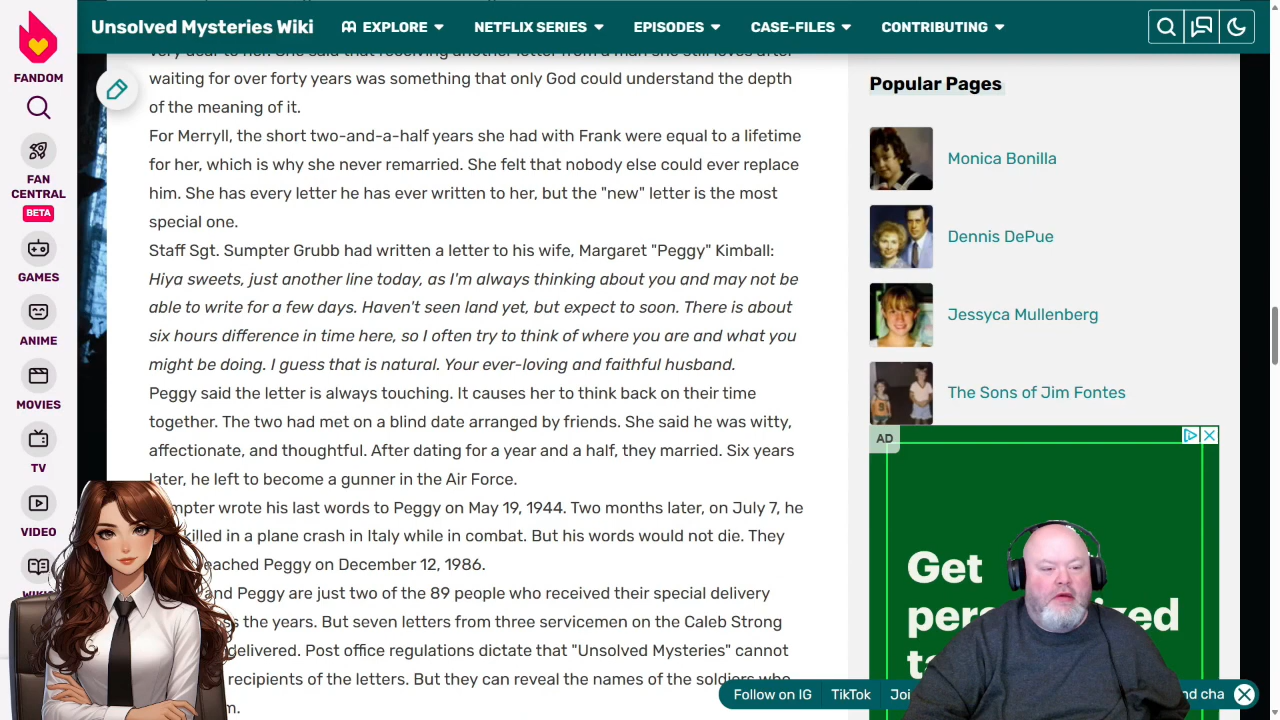 Unsolved Mysteries Wiki
EXPLORE
NETFLIX SERIES
EPISODES
CASE-FILES
CONTRIBUTING
FANDOM
FAN
CENTRAL
BETA
GAMES
ANIME
MOVIES
TV
VIDEO
very dear to her. She said that receiving another letter from a man she still loves after
waiting for over forty years was something that only God could understand the depth
of the meaning of it.
For Merryll, the short two-and-a-half years she had with Frank were equal to a lifetime
for her, which is why she never remarried. She felt that nobody else could ever replace
him. She has every letter he has ever written to her, but the "new" letter is the most
special one.
Staff Sgt. Sumpter Grubb had written a letter to his wife, Margaret "Peggy" Kimball:
Hiya sweets, just another line today, as I'm always thinking about you and may not be
able to write for a few days. Haven't seen land yet, but expect to soon. There is about
six hours difference in time here, so I often try to think of where you are and what you
might be doing. I guess that is natural. Your ever-loving and faithful husband.
Peggy said the letter is always touching. It causes her to think back on their time
together. The two had met on a blind date arranged by friends. She said he was witty,
affectionate, and thoughtful. After dating for a year and a half, they married. Six years
later, he left to become a gunner in the Air Force.
mpter wrote his last words to Peggy on May 19, 1944. Two months later, on July 7, he
killed in a plane crash in Italy while in combat. But his words would not die. They
eached Peggy on December 12, 1986.
and Peggy are just two of the 89 people who received their special delivery
s the years. But seven letters from three servicemen on the Caleb Strong
delivered. Post office regulations dictate that "Unsolved Mysteries" cannot
recipients of the letters. But they can reveal the names of the soldiers who
m.
Popular Pages
Monica Bonilla
Dennis DePue
Jessyca Mullenberg
The Sons of Jim Fontes
AD
Get
Follow on IG
TikTok